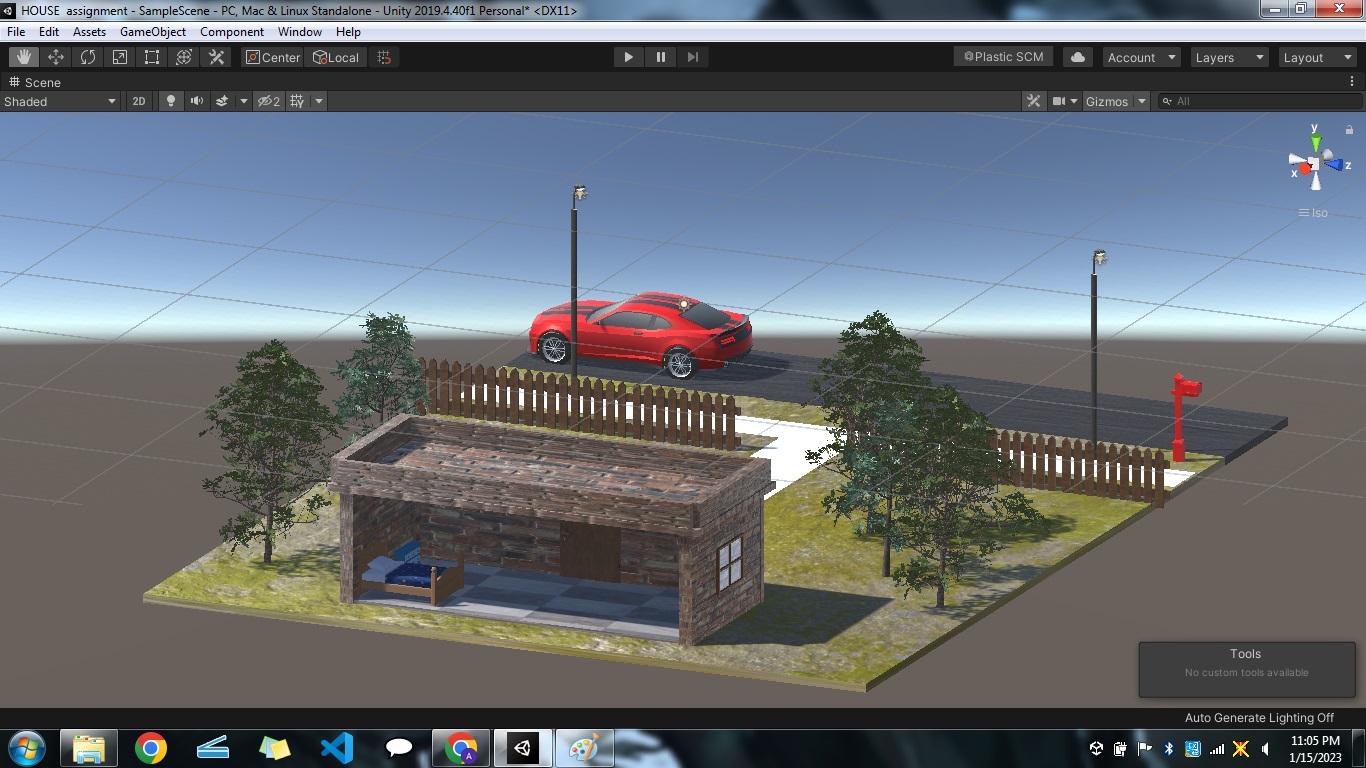 HOUSE assignment - SampleScene - PC, Mac & Linux Standalone - Unity 2019.4.40f1 Personal* <DX11>
File Edit Assets GameObject Component Window Help
Center Local Plastic SCM Account Layers Layout
Scene
Shaded 2D 2 Gizmos All
y
z
x
Iso
Tools
No custom tools available
Auto Generate Lighting Off
A
11:05 PM
1/15/2023